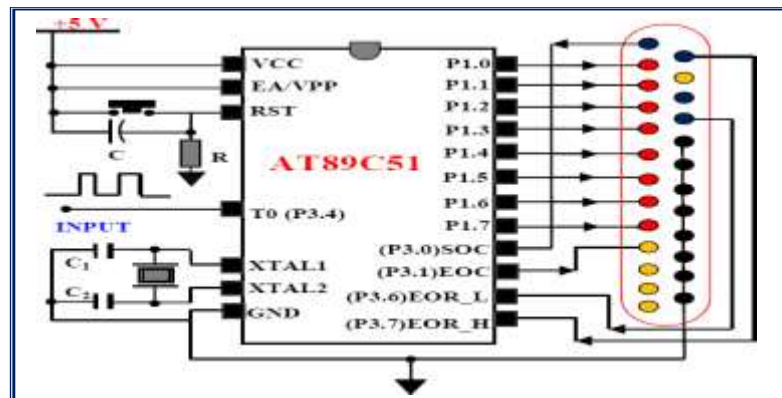 +5 V
VCC
EA/VPP
RST
C
R
AT89C51
T0 (P3.4)
INPUT
C1
C2
XTAL1
XTAL2
GND
P1.0
P1.1
P1.2
P1.3
P1.4
P1.5
P1.6
P1.7
(P3.0)SOC
(P3.1)EOC
(P3.6)EOR_L
(P3.7)EOR_H